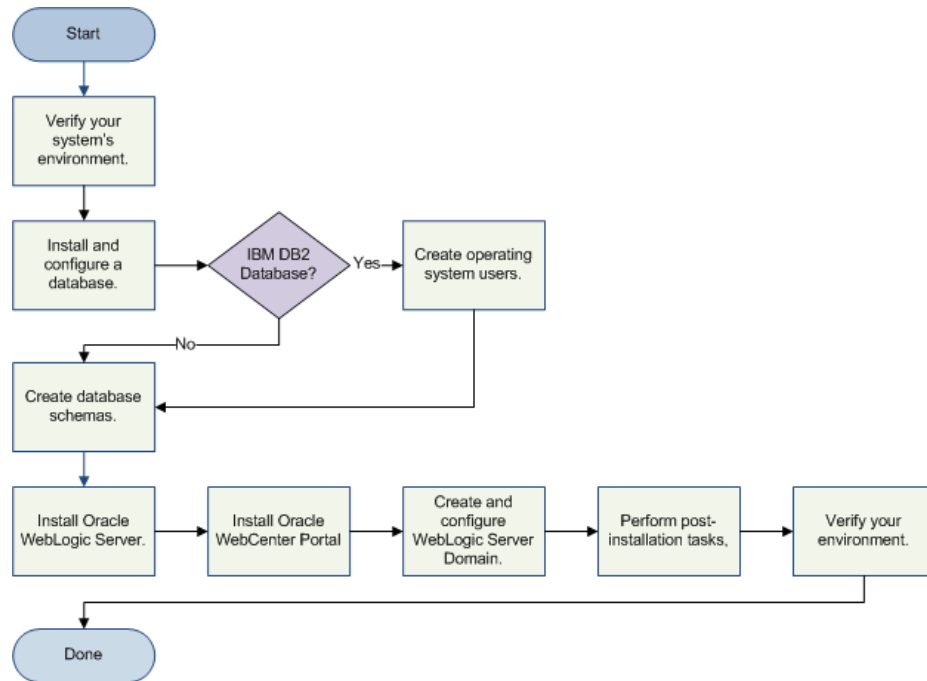 Start
Verify your
system's
environment.
Install and
configure a
database.
IBM DB2
Database?
Yes
Create operating
system users.
No
Create database
schemas.
Install Oracle
WebLogic Server.
Install Oracle
WebCenter Portal
Create and
configure
WebLogic Server
Domain.
Perform post-
installation tasks,
Verify your
environment.
Done